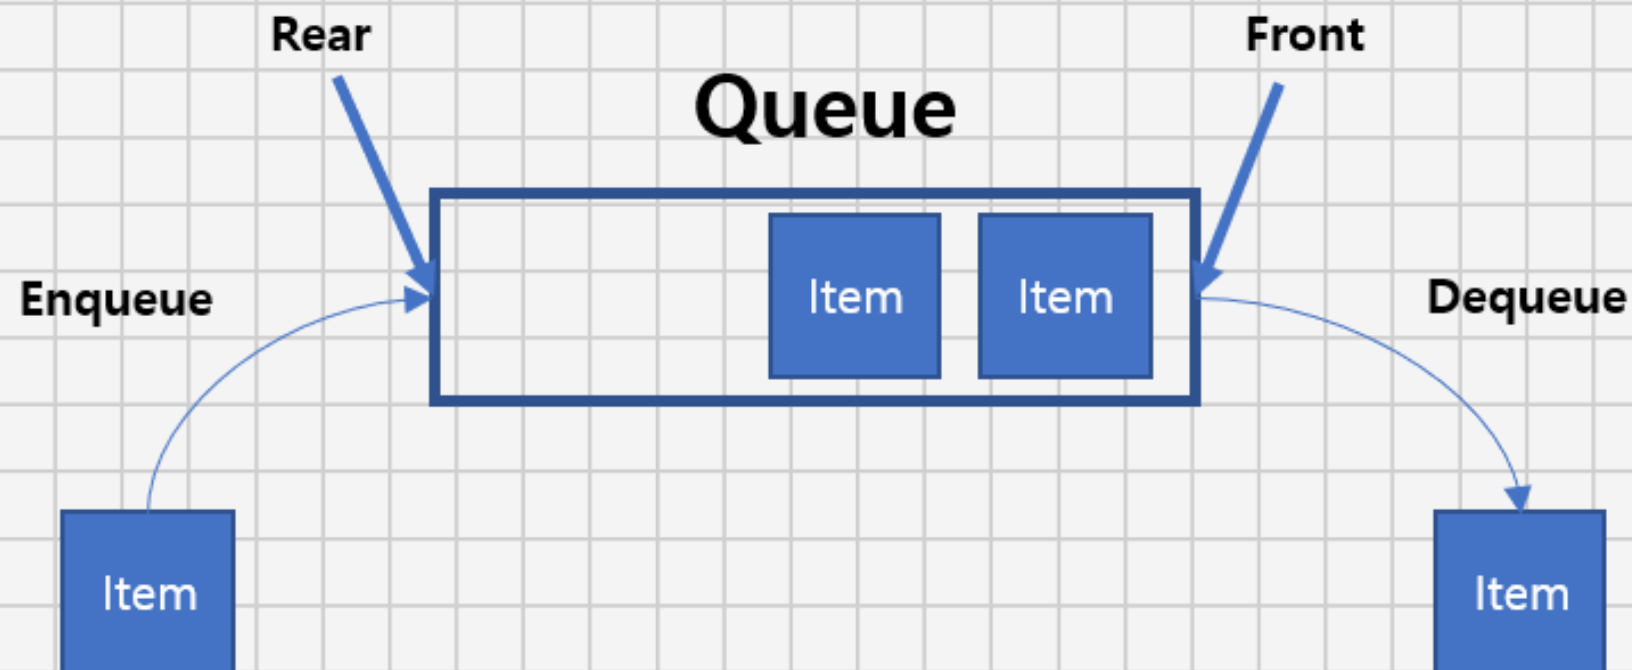 Rear
Front
Queue
Enqueue
Item
Item
Dequeue
Item
Item